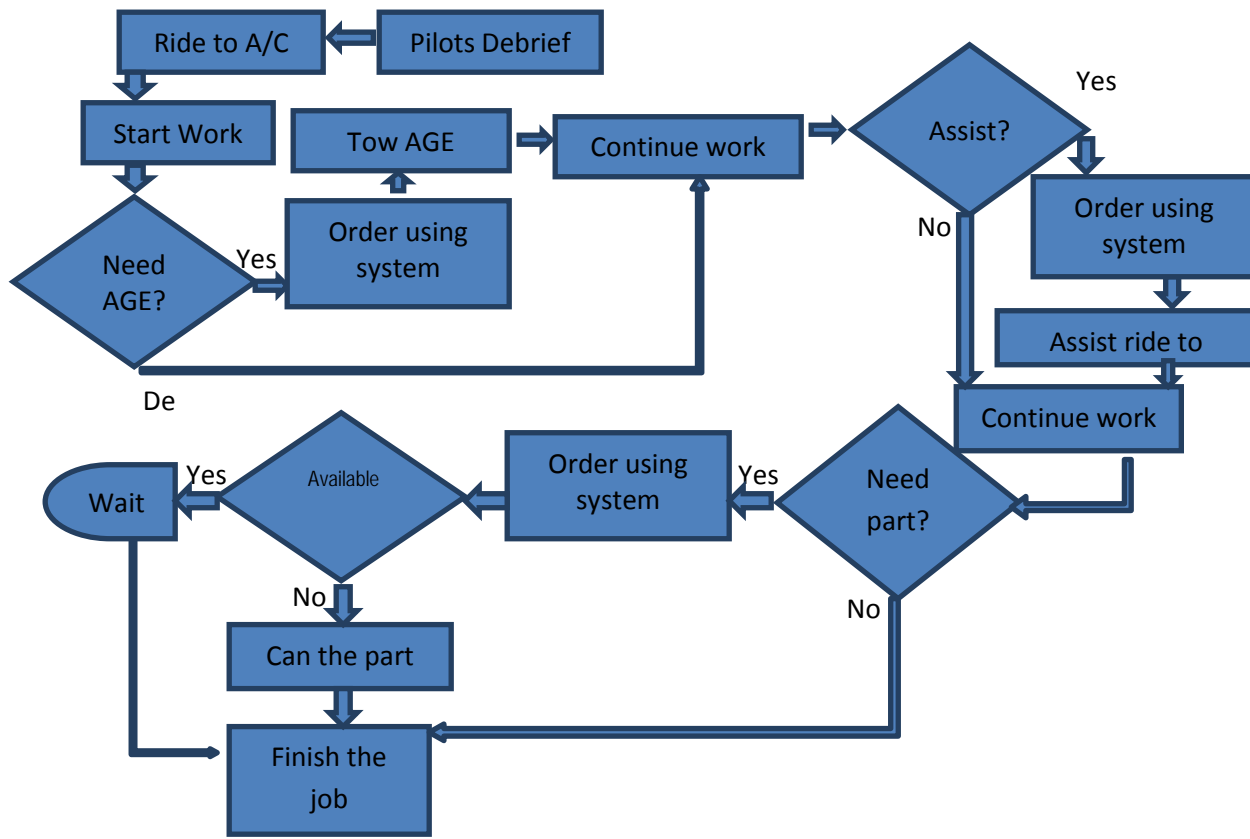 Pilots Debrief
Ride to A/C
Start Work
Need
AGE?
Yes
Order using
system
Tow AGE
De
Continue work
Assist?
Yes
Order using
system
Assist ride to
No
Continue work
Need
part?
Yes
Order using
system
Available
Yes
Wait
No
Can the part
No
Finish the
job